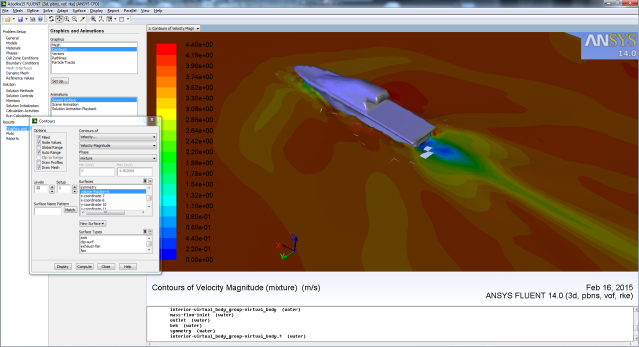 FLUENT [3d, pbns, vof, rke] [ANSYS CFD]
File Mesh Define Solve Adapt Surface Display Report Parallel View Help
Problem Setup
General
Models
Materials
Phases
Cell Zone Conditions
Boundary Conditions
Mesh Interfaces
Dynamic Mesh
Reference Values
Solution
Solution Methods
Solution Controls
Monitors
Solution Initialization
Calculation Activities
Run Calculation
Results
Graphics and
Plots
Reports
Graphics and Animations
Graphics
Mesh
Contours
Vectors
Pathlines
Particle Tracks
Set Up...
Animations
Sweep Surface
Scene Animation
Solution Animation Playback
Contours
Options
Filled
Node Values
Global Range
Auto Range
Clip to Range
Draw Profiles
Draw Mesh
Levels Setup
20 1
Surface Name Pattern
Match
Contours of
Velocity...
Velocity Magnitude
Phase
mixture
Min Max
Surfaces
symmetry
x-coordinate-7
x-coordinate-8
y-coordinate-10
New Surface
Surface Types
axis
clip-surf
exhaust-fan
fan
Display Compute Close Help
1: Contours of Velocity Magn
4.40e+00
4.18e+00
3.96e+00
3.74e+00
3.52e+00
3.30e+00
3.08e+00
2.86e+00
2.64e+00
2.42e+00
2.20e+00
1.98e+00
1.76e+00
1.54e+00
1.32e+00
1.10e+00
8.80e-01
6.60e-01
4.40e-01
2.20e-01
0.00e+00
ANSYS
14.0
X
Y
Z
Contours of Velocity Magnitude (mixture) (m/s)
Feb 16, 2015
ANSYS FLUENT 14.0 (3d, pbns, vof, rke)
interior-virtual_body_group-virtual_body (water)
mass-flow-inlet (water)
outlet (water)
ben (water)
symmetry (water)
interior-virtual_body_group-virtual_body.1 (water)